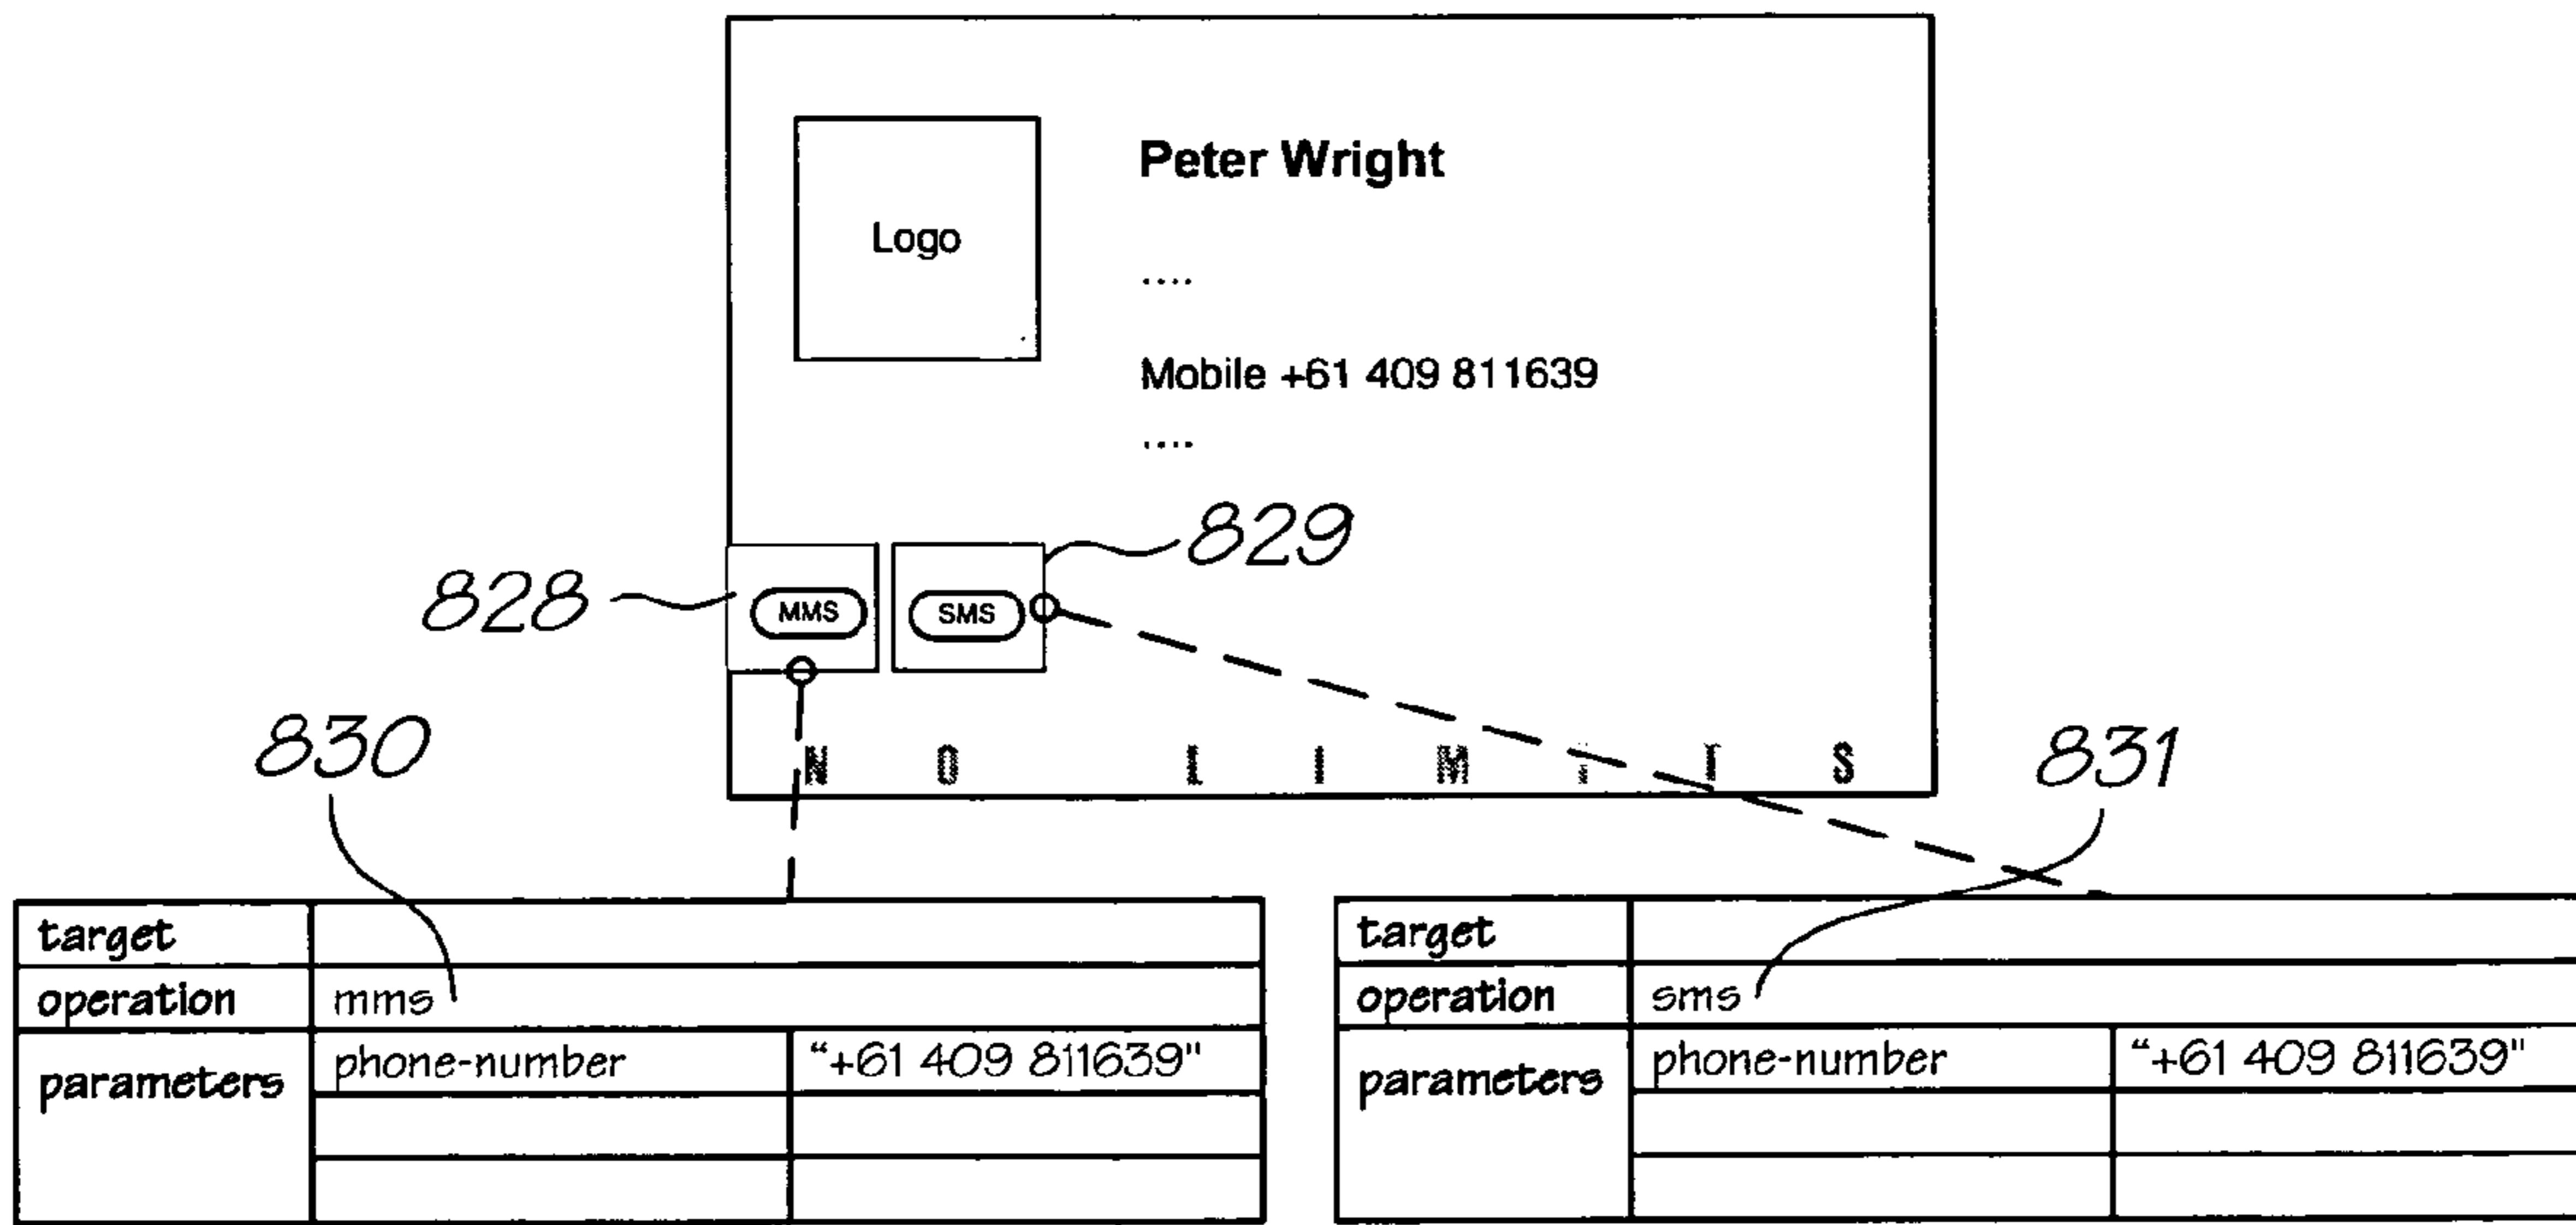 Peter Wright
Logo
....
Mobile +61 409 811639
....
829
828
MMS SMS
830
N O L I M I T S
831
target
operation mms
parameters phone-number "+61 409 811639"
target
operation sms
parameters phone-number "+61 409 811639"